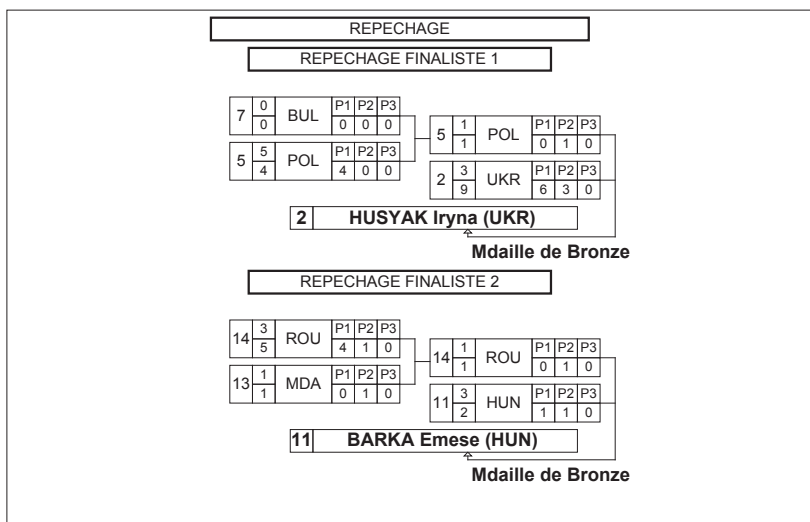 REPECHAGE
REPECHAGE FINALISTE 1
7 0 0 BUL P1 P2 P3 0 0 0
5 5 4 POL P1 P2 P3 4 0 0
5 1 1 POL P1 P2 P3 0 1 0
2 3 9 UKR P1 P2 P3 6 3 0
2 HUSYAK Iryna (UKR)
Mdaille de Bronze
REPECHAGE FINALISTE 2
14 3 5 ROU P1 P2 P3 4 1 0
13 1 1 MDA P1 P2 P3 0 1 0
14 1 1 ROU P1 P2 P3 0 1 0
11 3 2 HUN P1 P2 P3 1 1 0
11 BARKA Emese (HUN)
Mdaille de Bronze